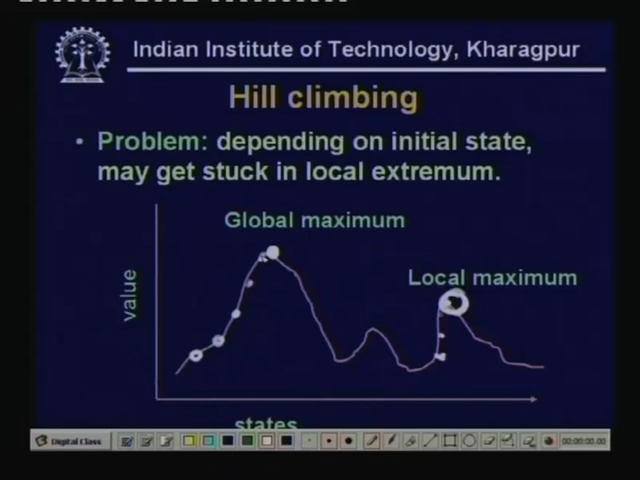 Indian Institute of Technology, Kharagpur
Hill climbing
• Problem: depending on initial state,
may get stuck in local extremum.
Global maximum
Local maximum
value
states
Digital Class
00:00:00.00